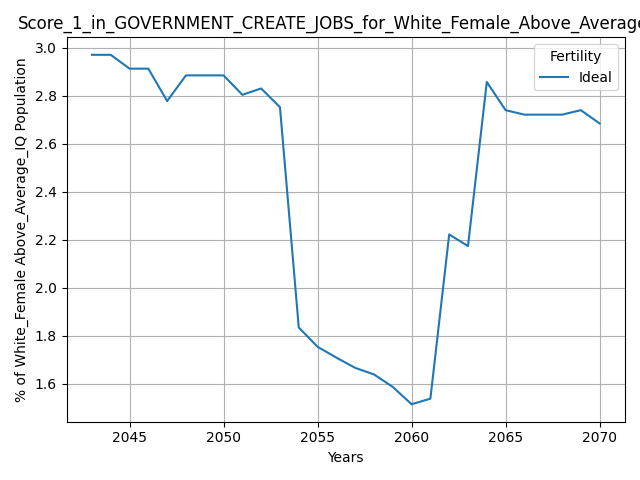 Score_1_in_GOVERNMENT_CREATE_JOBS_for_White_Female_Above_Average
% of White_Female Above_Average_IQ Population
3.0
2.8
2.6
2.4
2.2
2.0
1.8
1.6
Fertility
Ideal
2045 2050 2055 2060 2065 2070
Years